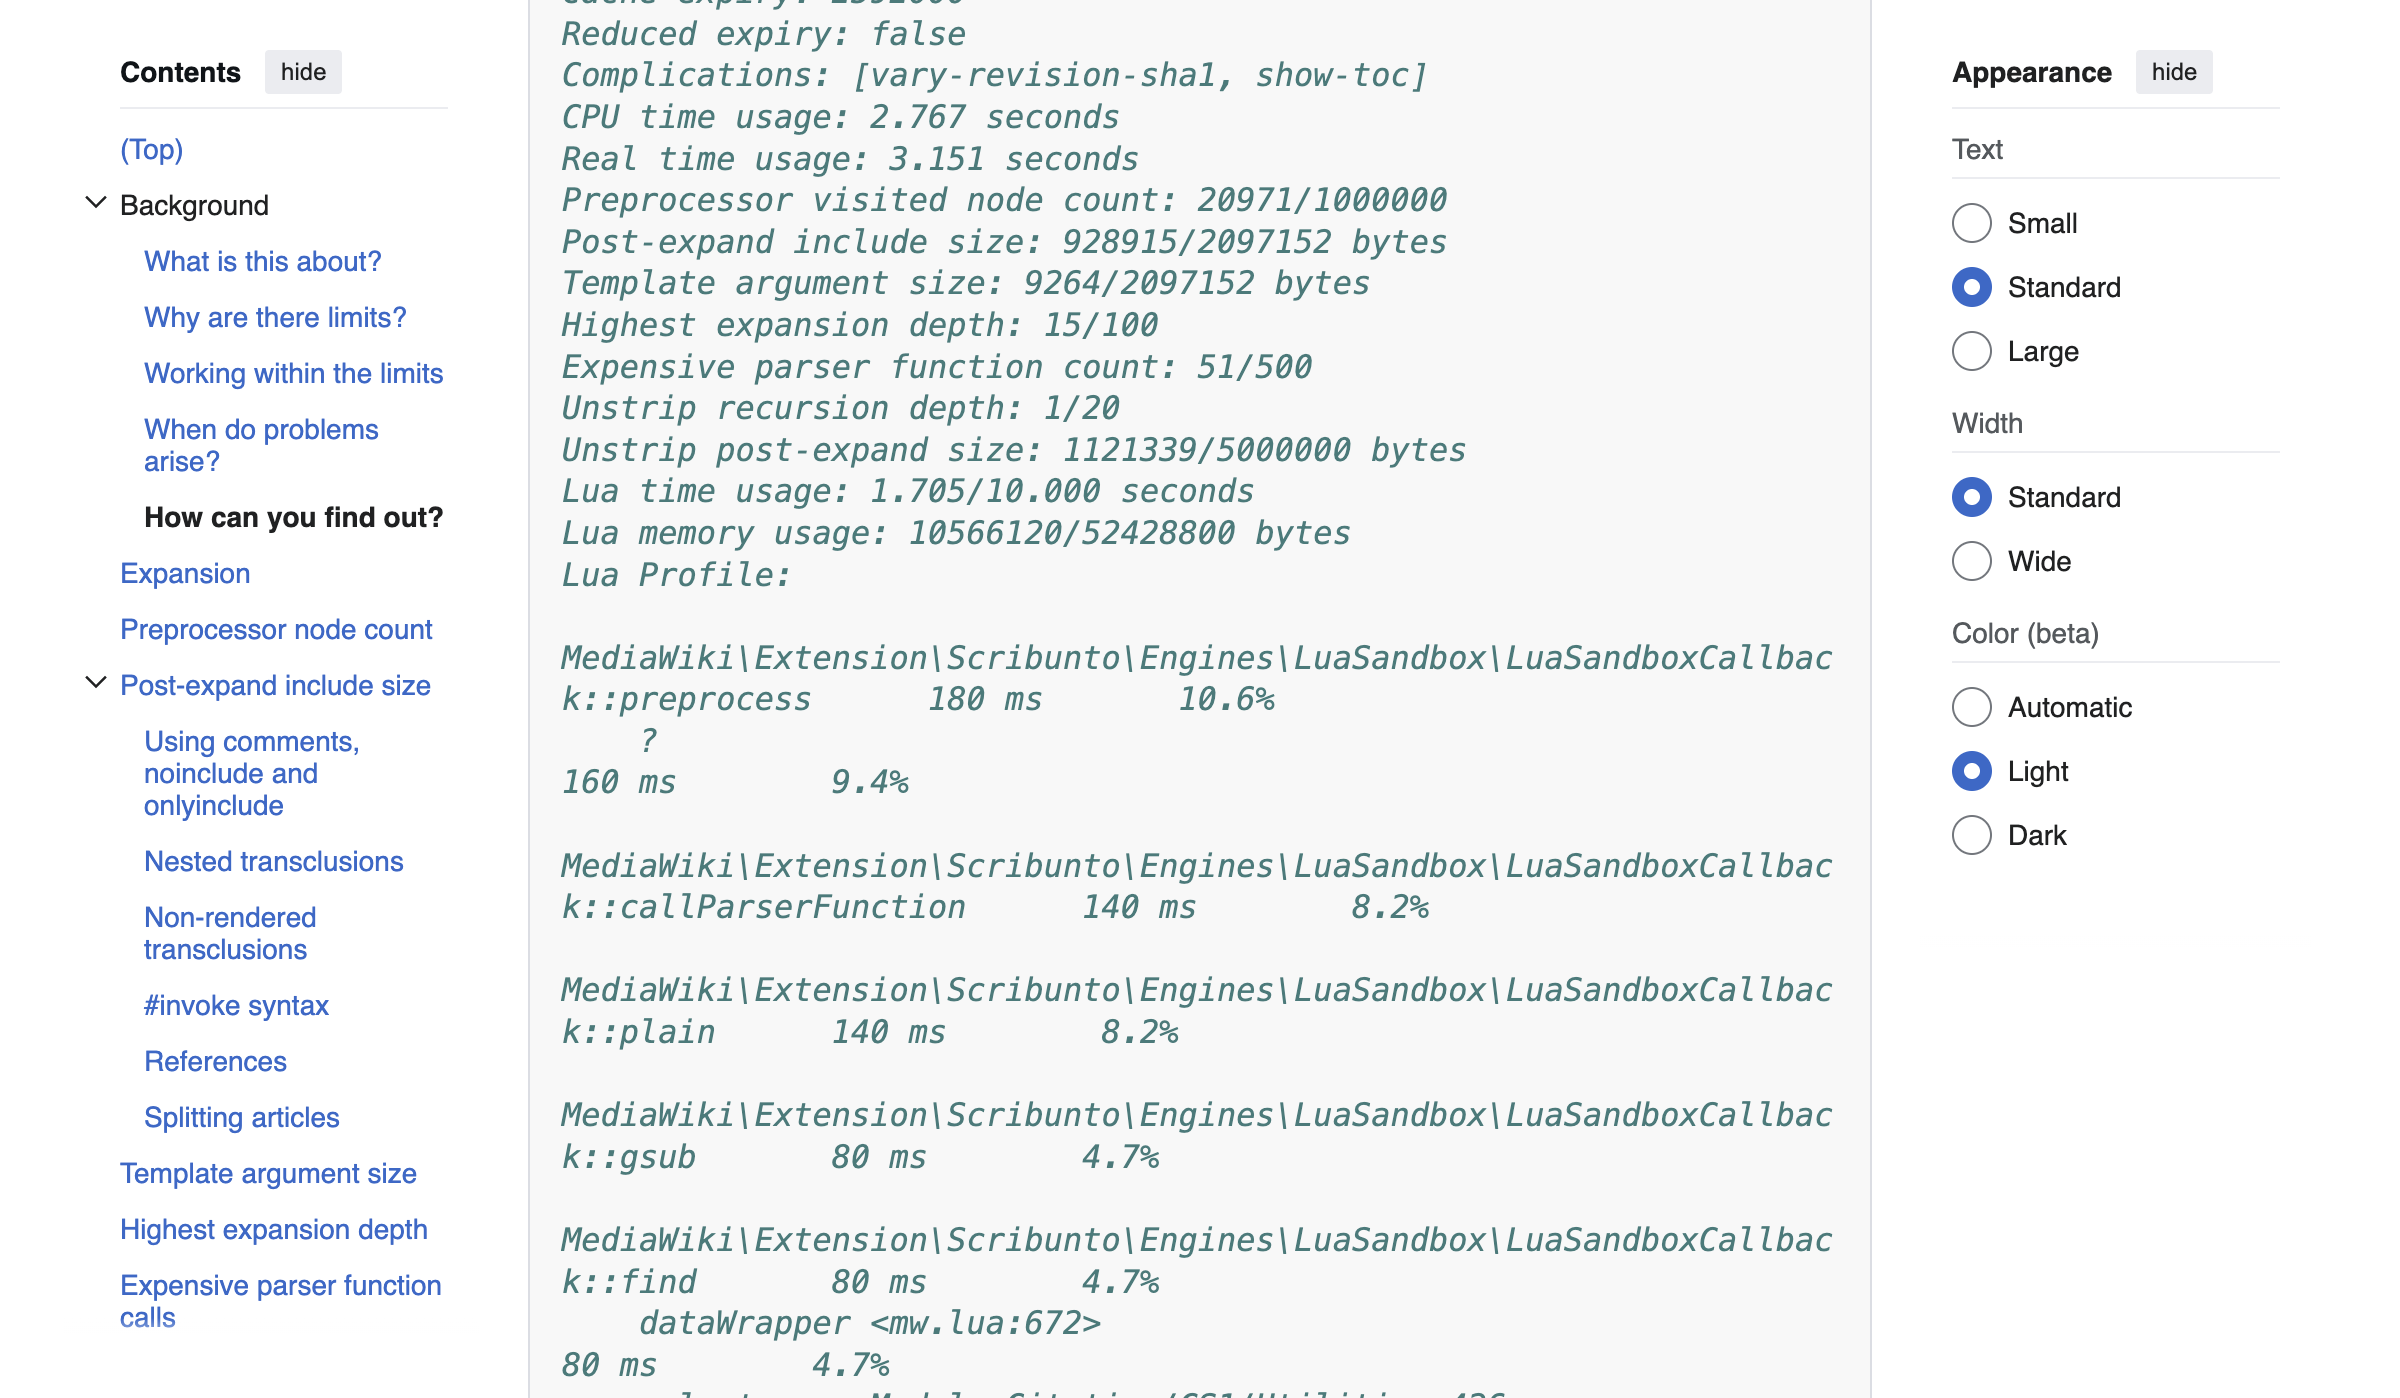 Contents hide
(Top)
Background
What is this about?
Why are there limits?
Working within the limits
When do problems
arise?
How can you find out?
Expansion
Preprocessor node count
Post-expand include size
Using comments,
noinclude and
onlyinclude
Nested transclusions
Non-rendered
transclusions
#invoke syntax
References
Splitting articles
Template argument size
Highest expansion depth
Expensive parser function
calls
Reduced expiry: false
Complications: [vary-revision-sha1, show-toc]
CPU time usage: 2.767 seconds
Real time usage: 3.151 seconds
Preprocessor visited node count: 20971/1000000
Post-expand include size: 928915/2097152 bytes
Template argument size: 9264/2097152 bytes
Highest expansion depth: 15/100
Expensive parser function count: 51/500
Unstrip recursion depth: 1/20
Unstrip post-expand size: 1121339/5000000 bytes
Lua time usage: 1.705/10.000 seconds
Lua memory usage: 10566120/52428800 bytes
Lua Profile:
MediaWiki\Extension\Scribunto\Engines\LuaSandbox\LuaSandboxCallbac
k::preprocess 180 ms 10.6%
?
160 ms 9.4%
MediaWiki\Extension\Scribunto\Engines\LuaSandbox\LuaSandboxCallbac
k::callParserFunction 140 ms 8.2%
MediaWiki\Extension\Scribunto\Engines\LuaSandbox\LuaSandboxCallbac
k::plain 140 ms 8.2%
MediaWiki\Extension\Scribunto\Engines\LuaSandbox\LuaSandboxCallbac
k::gsub 80 ms 4.7%
MediaWiki\Extension\Scribunto\Engines\LuaSandbox\LuaSandboxCallbac
k::find 80 ms 4.7%
dataWrapper <mw.lua:672>
80 ms 4.7%
Appearance hide
Text
Small
Standard
Large
Width
Standard
Wide
Color (beta)
Automatic
Light
Dark